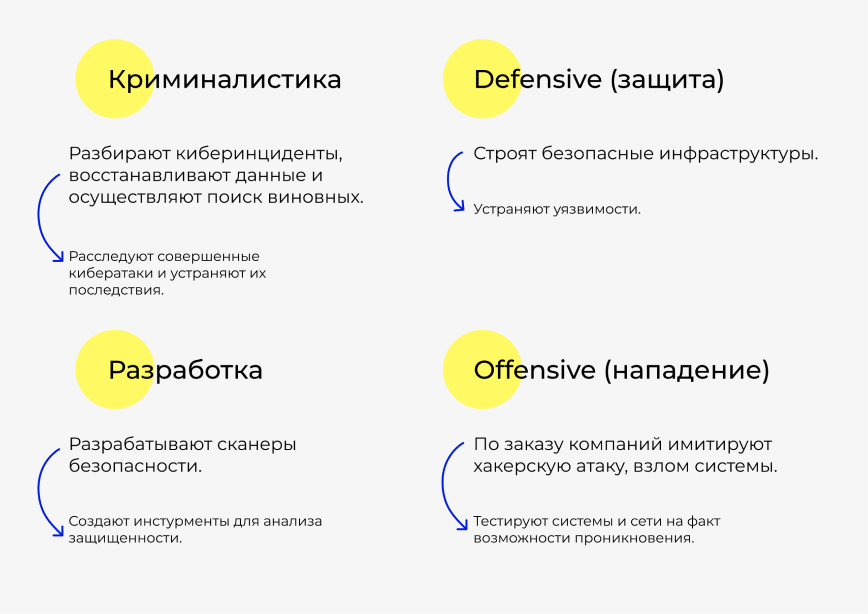 Криминалистика
Разбирают киберинциденты,
восстанавливают данные и
осуществляют поиск виновных.
Расследуют совершенные
кибератаки и устраняют их
последствия.
Defensive (защита)
Строят безопасные инфраструктуры.
Устраняют уязвимости.
Разработка
Разрабатывают сканеры
безопасности.
Создают инстурменты для анализа
защищенности.
Offensive (нападение)
По заказу компаний имитируют
хакерскую атаку, взлом системы.
Тестируют системы и сети на факт
возможности проникновения.